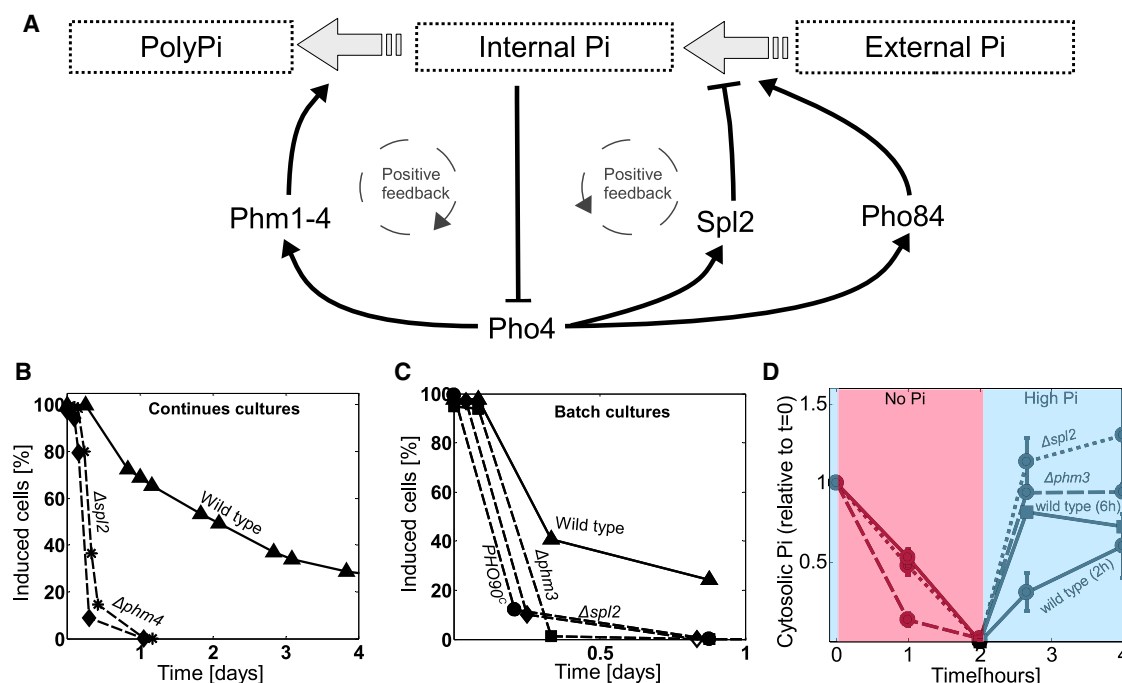 A
PolyPi
Internal Pi
External Pi
Positive
feedback
Positive
feedback
Phm1-4
Spl2
Pho84
Pho4
B
Continues cultures
Induced cells [%]
100
80
60
40
20
0
Wild type
Δspl2
Δphm4
1
2
3
4
Time [days]
C
Batch cultures
Induced cells [%]
100
80
60
40
20
0
Wild type
PHO90ᶜ
Δphm3
Δspl2
0.5
1
Time [days]
D
Cytosolic Pi (relative to t=0)
1.5
1.0
0.5
No Pi
High Pi
Δspl2
Δphm3
wild type (6h)
wild type (2h)
0
1
2
3
4
Time[hours]